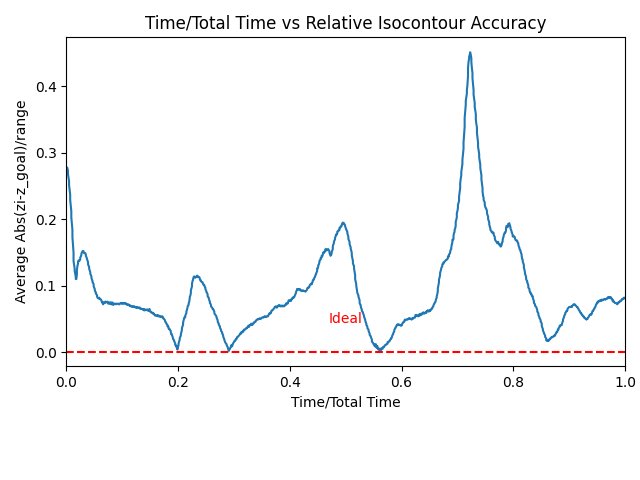 Time/Total Time vs Relative Isocontour Accuracy
Average Abs(zi-z_goal)/range
0.4
0.3
0.2
0.1
0.0
Ideal
0.0 0.2 0.4 0.6 0.8 1.0
Time/Total Time